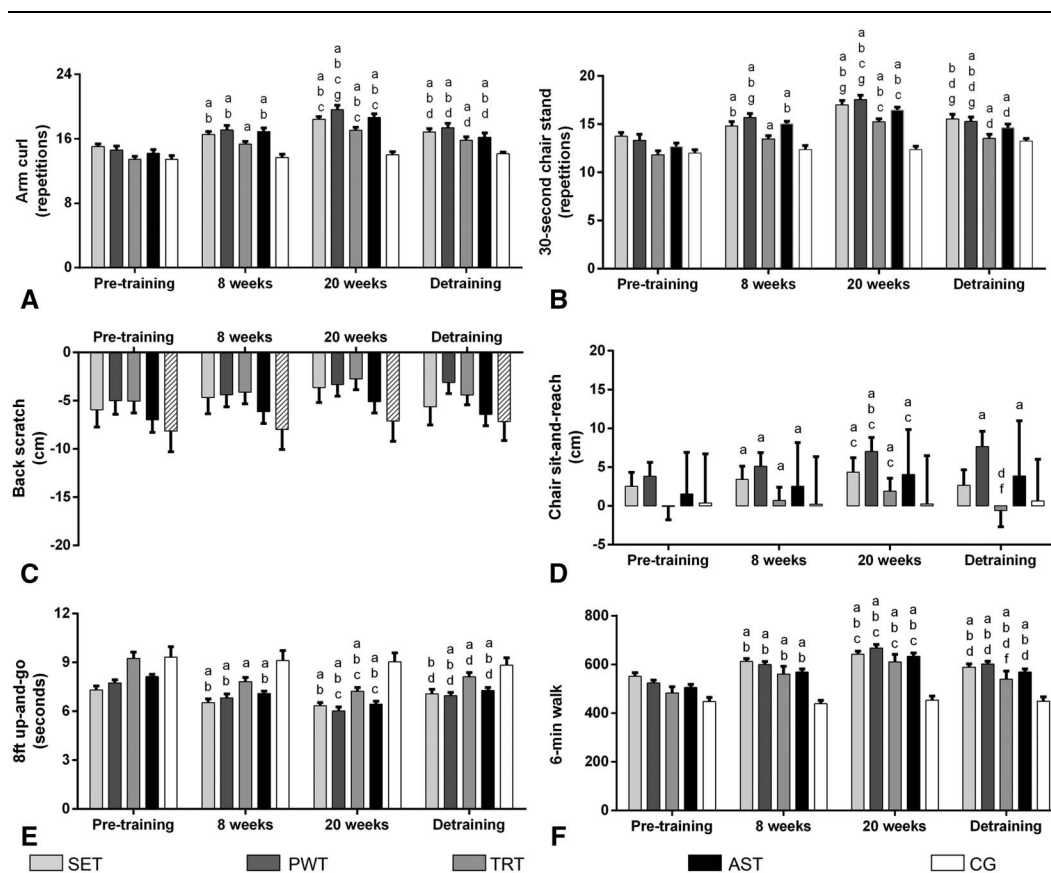 Arm curl
(repetitions)
24
16
8
0
a b
a b
a
a b
a b c
a b c g
a b c
a b c
a b d
a b d
a d
a b d
Pre-training 8 weeks 20 weeks Detraining
A
30-second chair stand
(repetitions)
20
15
10
5
0
a b
a b g
a
a b
a b g
a b c g
a b c
a b c
b d g
a b d g
a d
a d
Pre-training 8 weeks 20 weeks Detraining
B
Back scratch
(cm)
Pre-training 8 weeks 20 weeks Detraining
0
-5
-10
-15
-20
C
Chair sit-and-reach
(cm)
20
15
10
5
0
-5
a
a
a
a
a c
a b c
a c
a c
a
d f
a
Pre-training 8 weeks 20 weeks Detraining
D
8ft up-and-go
(seconds)
12
9
6
3
0
a b
a b
a b
a b
a b
a b c
a b c
a b c
b d
a b
a d
a b d
Pre-training 8 weeks 20 weeks Detraining
E
6-min walk
800
600
400
200
0
a b
a b
a b
a b
a b c
a b c
a b c
a b c
a b d
a b d
a b d f
a b d
Pre-training 8 weeks 20 weeks Detraining
F
SET PWT TRT AST CG